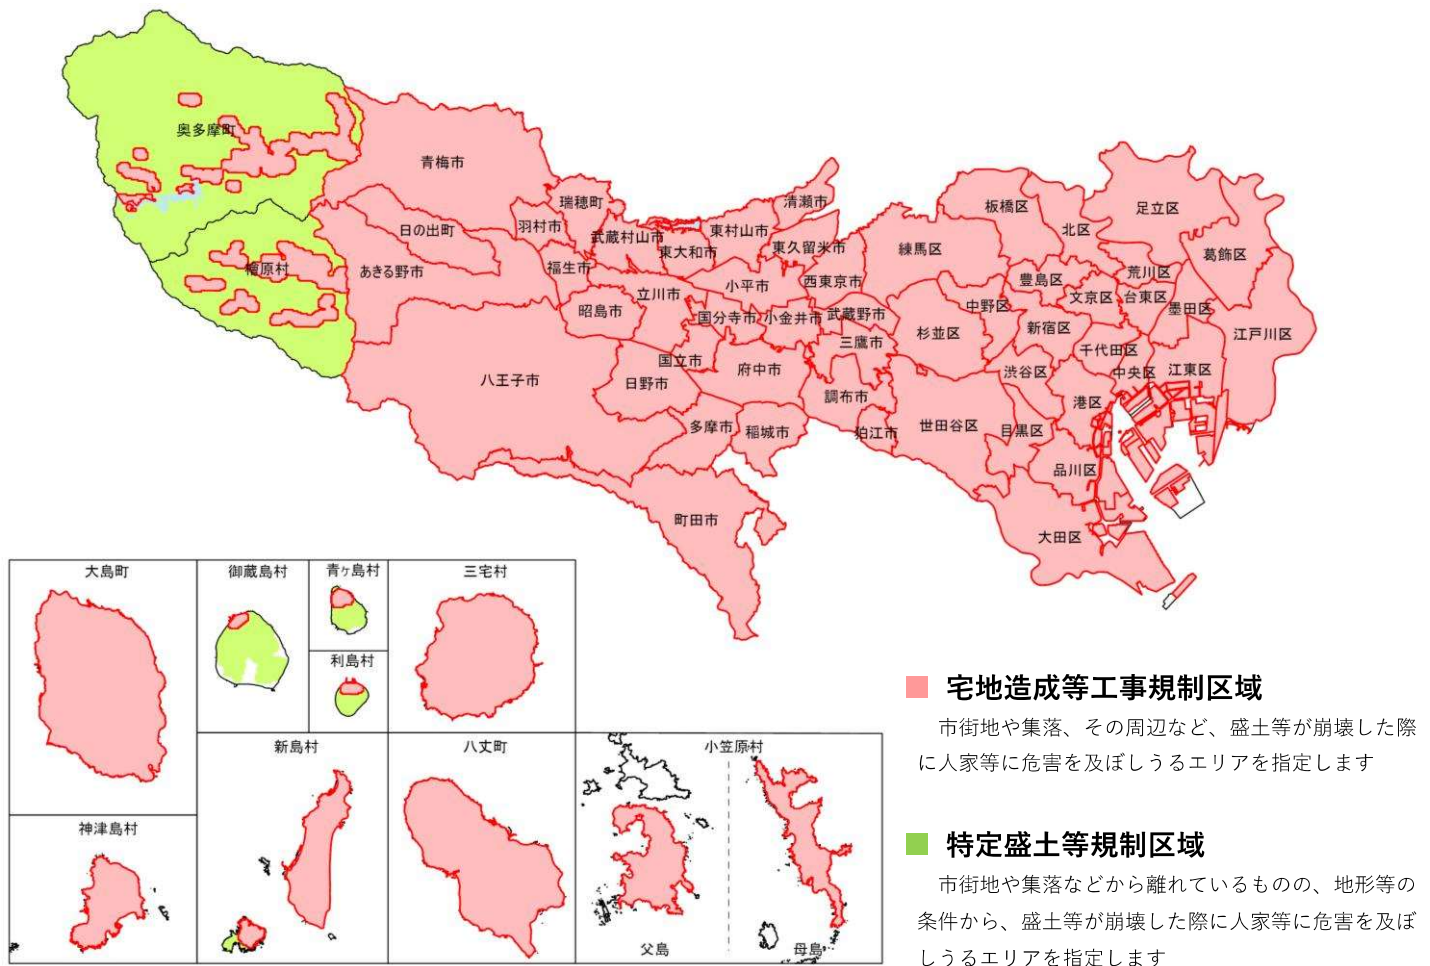 奥多摩町
青梅市
瑞穂町
清瀬市
板橋区
足立区
北区
日の出町
羽村市
武蔵村山市
東村山市
東大和市
東久留米市
練馬区
葛飾区
檜原村
あきる野市
福生市
小平市
西東京市
豊島区
荒川区
立川市
昭島市
国分寺市
小金井市
武蔵野市
中野区
文京区
台東区
墨田区
杉並区
新宿区
江戸川区
三鷹市
千代田区
国立市
府中市
渋谷区
中央区
江東区
八王子市
日野市
調布市
港区
多摩市
稲城市
狛江市
世田谷区
目黒区
品川区
町田市
大田区
大島町
御蔵島村
青ヶ島村
三宅村
利島村
新島村
八丈町
小笠原村
神津島村
父島
母島
宅地造成等工事規制区域
市街地や集落、その周辺など、盛土等が崩壊した際
に人家等に危害を及ぼしうるエリアを指定します
特定盛土等規制区域
市街地や集落などから離れているものの、地形等の
条件から、盛土等が崩壊した際に人家等に危害を及ぼ
しうるエリアを指定します